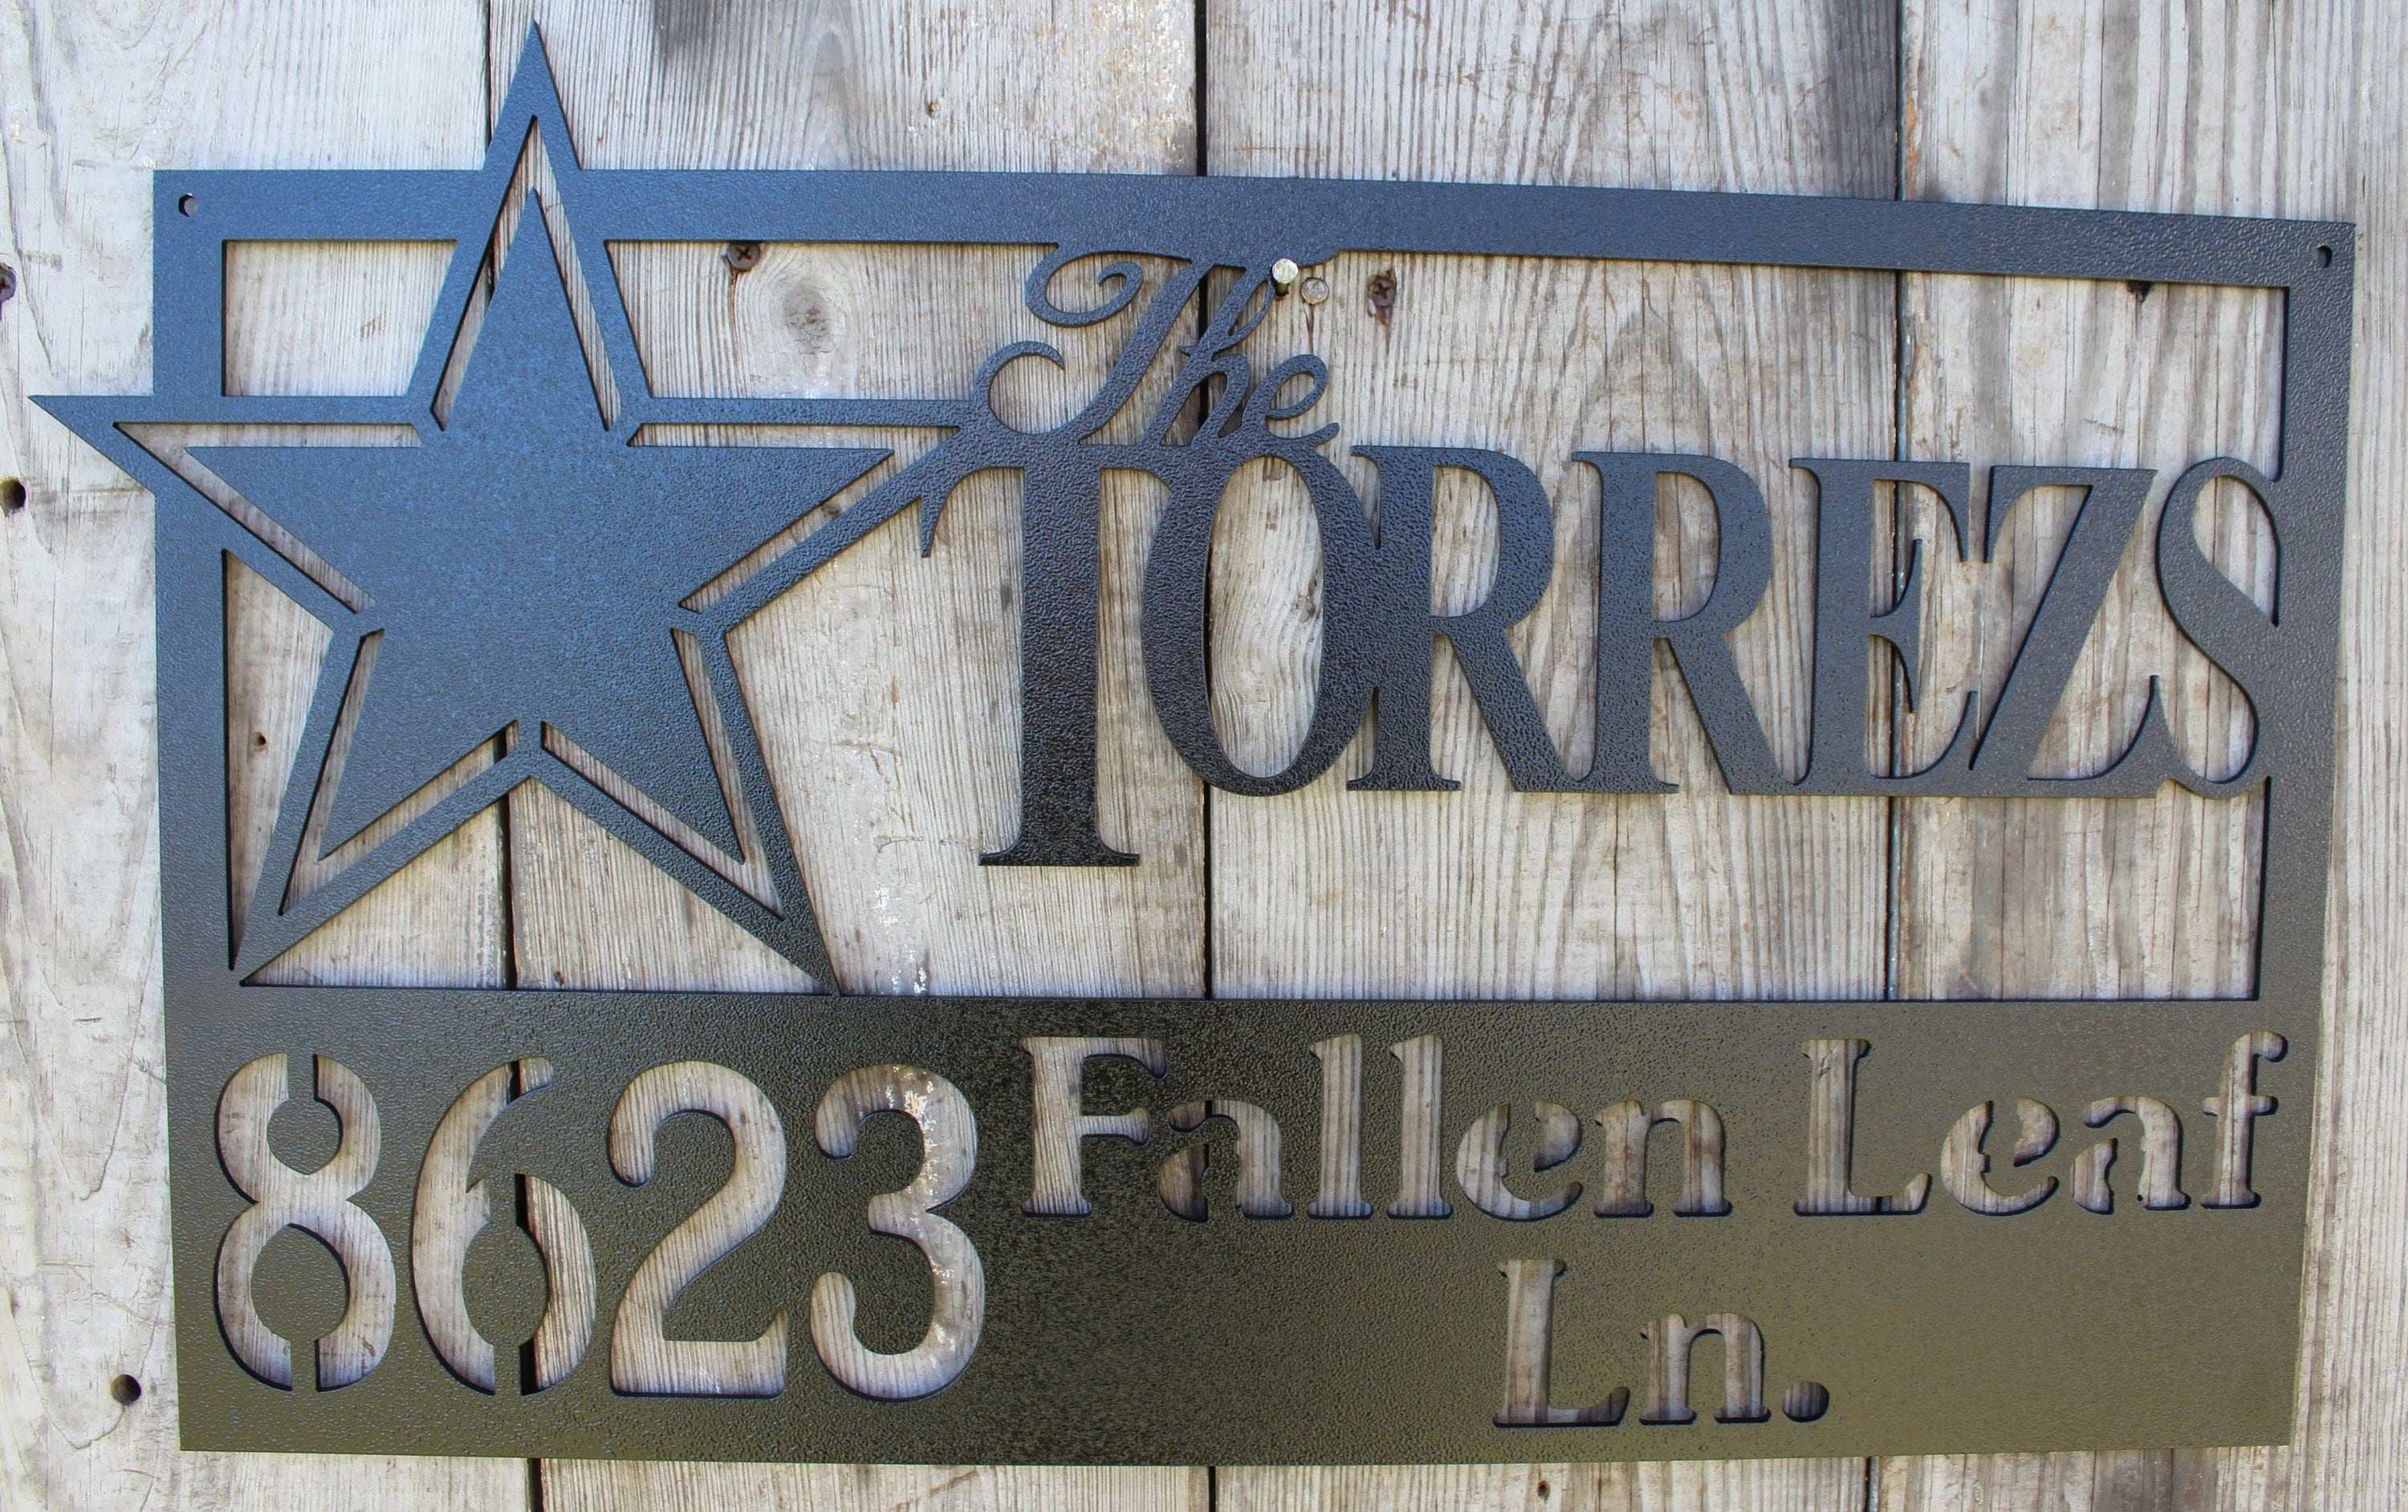 The
TORREZS
8623 Fallen Leaf
Ln.